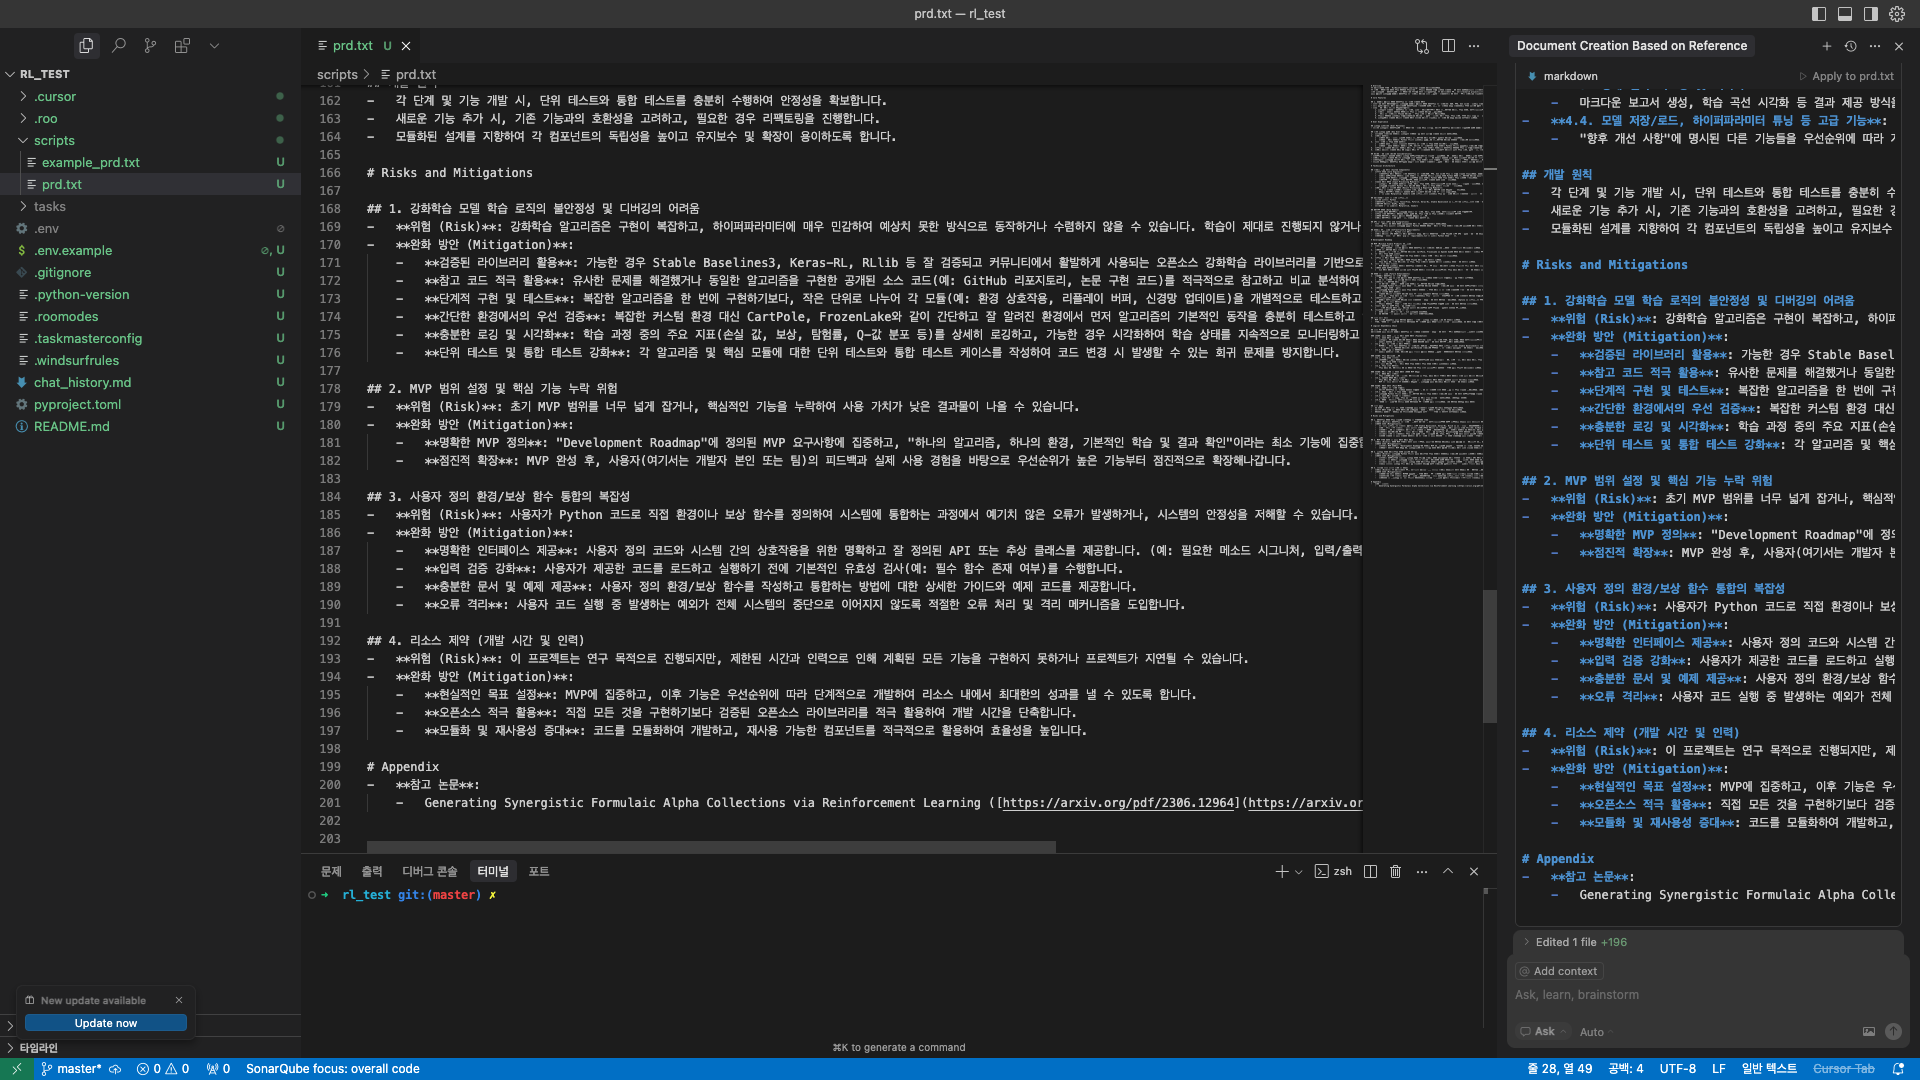 prd.txt — rl_test
RL_TEST
.cursor
.roo
scripts
example_prd.txt U
prd.txt U
tasks
.env
.env.example U
.gitignore U
.python-version U
.roomodes U
.taskmasterconfig U
.windsurfrules U
chat_history.md U
pyproject.toml U
README.md U
New update available
Update now
타임라인
prd.txt U
scripts > prd.txt
162 - 각 단계 및 기능 개발 시, 단위 테스트와 통합 테스트를 충분히 수행하여 안정성을 확보합니다.
163 - 새로운 기능 추가 시, 기존 기능과의 호환성을 고려하고, 필요한 경우 리팩토링을 진행합니다.
164 - 모듈화된 설계를 지향하여 각 컴포넌트의 독립성을 높이고 유지보수 및 확장이 용이하도록 합니다.
165
166 # Risks and Mitigations
167
168 ## 1. 강화학습 모델 학습 로직의 불안정성 및 디버깅의 어려움
169 - **위험 (Risk)**: 강화학습 알고리즘은 구현이 복잡하고, 하이퍼파라미터에 매우 민감하여 예상치 못한 방식으로 동작하거나 수렴하지 않을 수 있습니다. 학습이 제대로 진행되지 않거나
170 - **완화 방안 (Mitigation)**:
171 - **검증된 라이브러리 활용**: 가능한 경우 Stable Baselines3, Keras-RL, RLlib 등 잘 검증되고 커뮤니티에서 활발하게 사용되는 오픈소스 강화학습 라이브러리를 기반으로
172 - **참고 코드 적극 활용**: 유사한 문제를 해결했거나 동일한 알고리즘을 구현한 공개된 소스 코드(예: GitHub 리포지토리, 논문 구현 코드)를 적극적으로 참고하고 비교 분석하여
173 - **단계적 구현 및 테스트**: 복잡한 알고리즘을 한 번에 구현하기보다, 작은 단위로 나누어 각 모듈(예: 환경 상호작용, 리플레이 버퍼, 신경망 업데이트)을 개별적으로 테스트하고
174 - **간단한 환경에서의 우선 검증**: 복잡한 커스텀 환경 대신 CartPole, FrozenLake와 같이 간단하고 잘 알려진 환경에서 먼저 알고리즘의 기본적인 동작을 충분히 테스트하고
175 - **충분한 로깅 및 시각화**: 학습 과정 중의 주요 지표(손실 값, 보상, 탐험률, Q-값 분포 등)를 상세히 로깅하고, 가능한 경우 시각화하여 학습 상태를 지속적으로 모니터링하고
176 - **단위 테스트 및 통합 테스트 강화**: 각 알고리즘 및 핵심 모듈에 대한 단위 테스트와 통합 테스트 케이스를 작성하여 코드 변경 시 발생할 수 있는 회귀 문제를 방지합니다.
177
178 ## 2. MVP 범위 설정 및 핵심 기능 누락 위험
179 - **위험 (Risk)**: 초기 MVP 범위를 너무 넓게 잡거나, 핵심적인 기능을 누락하여 사용 가치가 낮은 결과물이 나올 수 있습니다.
180 - **완화 방안 (Mitigation)**:
181 - **명확한 MVP 정의**: "Development Roadmap"에 정의된 MVP 요구사항에 집중하고, "하나의 알고리즘, 하나의 환경, 기본적인 학습 및 결과 확인"이라는 최소 기능에 집중
182 - **점진적 확장**: MVP 완성 후, 사용자(여기서는 개발자 본인 또는 팀)의 피드백과 실제 사용 경험을 바탕으로 우선순위가 높은 기능부터 점진적으로 확장해나갑니다.
183
184 ## 3. 사용자 정의 환경/보상 함수 통합의 복잡성
185 - **위험 (Risk)**: 사용자가 Python 코드로 직접 환경이나 보상 함수를 정의하여 시스템에 통합하는 과정에서 예기치 않은 오류가 발생하거나, 시스템의 안정성을 저해할 수 있습니다.
186 - **완화 방안 (Mitigation)**:
187 - **명확한 인터페이스 제공**: 사용자 정의 코드와 시스템 간의 상호작용을 위한 명확하고 잘 정의된 API 또는 추상 클래스를 제공합니다. (예: 필요한 메소드 시그니처, 입력/출력
188 - **입력 검증 강화**: 사용자가 제공한 코드를 로드하고 실행하기 전에 기본적인 유효성 검사(예: 필수 함수 존재 여부)를 수행합니다.
189 - **충분한 문서 및 예제 제공**: 사용자 정의 환경/보상 함수를 작성하고 통합하는 방법에 대한 상세한 가이드와 예제 코드를 제공합니다.
190 - **오류 격리**: 사용자 코드 실행 중 발생하는 예외가 전체 시스템의 중단으로 이어지지 않도록 적절한 오류 처리 및 격리 메커니즘을 도입합니다.
191
192 ## 4. 리소스 제약 (개발 시간 및 인력)
193 - **위험 (Risk)**: 이 프로젝트는 연구 목적으로 진행되지만, 제한된 시간과 인력으로 인해 계획된 모든 기능을 구현하지 못하거나 프로젝트가 지연될 수 있습니다.
194 - **완화 방안 (Mitigation)**:
195 - **현실적인 목표 설정**: MVP에 집중하고, 이후 기능은 우선순위에 따라 단계적으로 개발하여 리소스 내에서 최대한의 성과를 낼 수 있도록 합니다.
196 - **오픈소스 적극 활용**: 직접 모든 것을 구현하기보다 검증된 오픈소스 라이브러리를 적극 활용하여 개발 시간을 단축합니다.
197 - **모듈화 및 재사용성 증대**: 코드를 모듈화하여 개발하고, 재사용 가능한 컴포넌트를 적극적으로 활용하여 효율성을 높입니다.
198
199 # Appendix
200 - **참고 논문**:
201 - Generating Synergistic Formulaic Alpha Collections via Reinforcement Learning ([https://arxiv.org/pdf/2306.12964](https://arxiv.or
202
203
문제 출력 디버그 콘솔 터미널 포트
zsh
➜ rl_test git:(master) ✗
⌘K to generate a command
Document Creation Based on Reference
markdown Apply to prd.txt
- 마크다운 보고서 생성, 학습 곡선 시각화 등 결과 제공 방식을
- **4.4. 모델 저장/로드, 하이퍼파라미터 튜닝 등 고급 기능**:
- "향후 개선 사항"에 명시된 다른 기능들을 우선순위에 따라
## 개발 원칙
- 각 단계 및 기능 개발 시, 단위 테스트와 통합 테스트를 충분히
- 새로운 기능 추가 시, 기존 기능과의 호환성을 고려하고, 필요한
- 모듈화된 설계를 지향하여 각 컴포넌트의 독립성을 높이고 유지보수
# Risks and Mitigations
## 1. 강화학습 모델 학습 로직의 불안정성 및 디버깅의 어려움
- **위험 (Risk)**: 강화학습 알고리즘은 구현이 복잡하고,
- **완화 방안 (Mitigation)**:
- **검증된 라이브러리 활용**: 가능한 경우 Stable Basel
- **참고 코드 적극 활용**: 유사한 문제를 해결했거나 동일한
- **단계적 구현 및 테스트**: 복잡한 알고리즘을 한 번에
- **간단한 환경에서의 우선 검증**: 복잡한 커스텀 환경 대신
- **충분한 로깅 및 시각화**: 학습 과정 중의 주요
- **단위 테스트 및 통합 테스트 강화**: 각 알고리즘 및 핵심
## 2. MVP 범위 설정 및 핵심 기능 누락 위험
- **위험 (Risk)**: 초기 MVP 범위를 너무 넓게 잡거나, 핵심적
- **완화 방안 (Mitigation)**:
- **명확한 MVP 정의**: "Development Roadmap"에
- **점진적 확장**: MVP 완성 후, 사용자(여기서는 개발자
## 3. 사용자 정의 환경/보상 함수 통합의 복잡성
- **위험 (Risk)**: 사용자가 Python 코드로 직접 환경이나
- **완화 방안 (Mitigation)**:
- **명확한 인터페이스 제공**: 사용자 정의 코드와 시스템 간
- **입력 검증 강화**: 사용자가 제공한 코드를 로드하고 실행
- **충분한 문서 및 예제 제공**: 사용자 정의 환경/보상 함수
- **오류 격리**: 사용자 코드 실행 중 발생하는 예외가 전체
## 4. 리소스 제약 (개발 시간 및 인력)
- **위험 (Risk)**: 이 프로젝트는 연구 목적으로 진행되지만,
- **완화 방안 (Mitigation)**:
- **현실적인 목표 설정**: MVP에 집중하고, 이후 기능은
- **오픈소스 적극 활용**: 직접 모든 것을 구현하기보다 검증
- **모듈화 및 재사용성 증대**: 코드를 모듈화하여 개발하고,
# Appendix
- **참고 논문**:
- Generating Synergistic Formulaic Alpha Colle
Edited 1 file +196
@ Add context
Ask, learn, brainstorm
Ask Auto
master* 0 0 0 SonarQube focus: overall code
줄 28, 열 49 공백: 4 UTF-8 LF 일반 텍스트 Cursor Tab